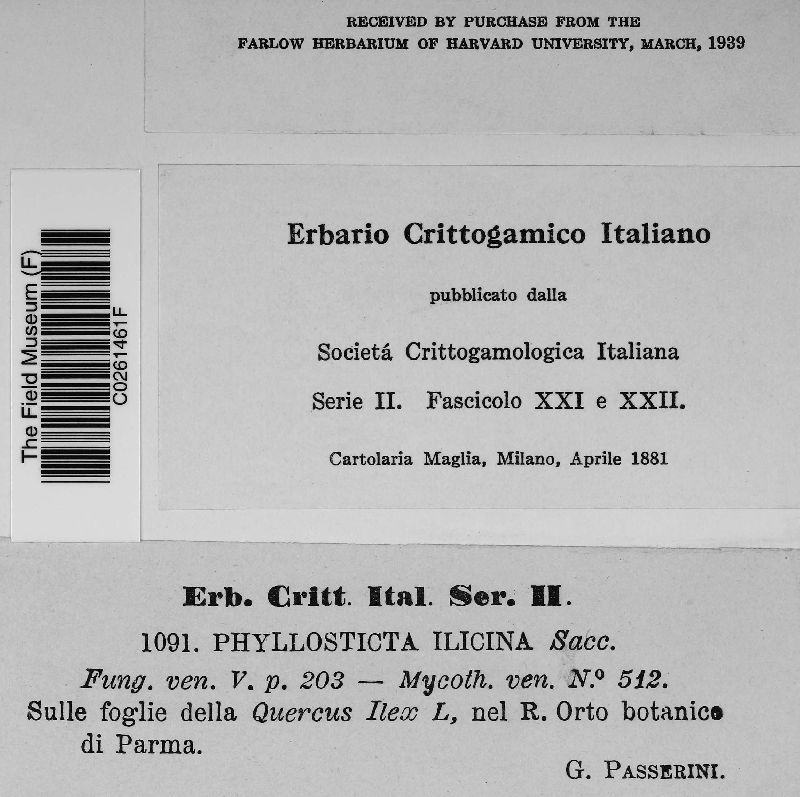 RECEIVED BY PURCHASE FROM THE
FARLOW HERBARIUM OF HARVARD UNIVERSITY, MARCH, 1939
The Field Museum (F)
C0261461F
Erbario Crittogamico Italiano
pubblicato dalla
Societá Crittogamologica Italiana
Serie II. Fascicolo XXI e XXII.
Cartolaria Maglia, Milano, Aprile 1881
Erb. Critt. Ital. Ser. II.
1091. PHYLLOSTICTA ILICINA Sacc.
Fung. ven. V. p. 203 — Mycoth. ven. N.º 512.
Sulle foglie della Quercus Ilex L, nel R. Orto botanico
di Parma.
G. PASSERINI.